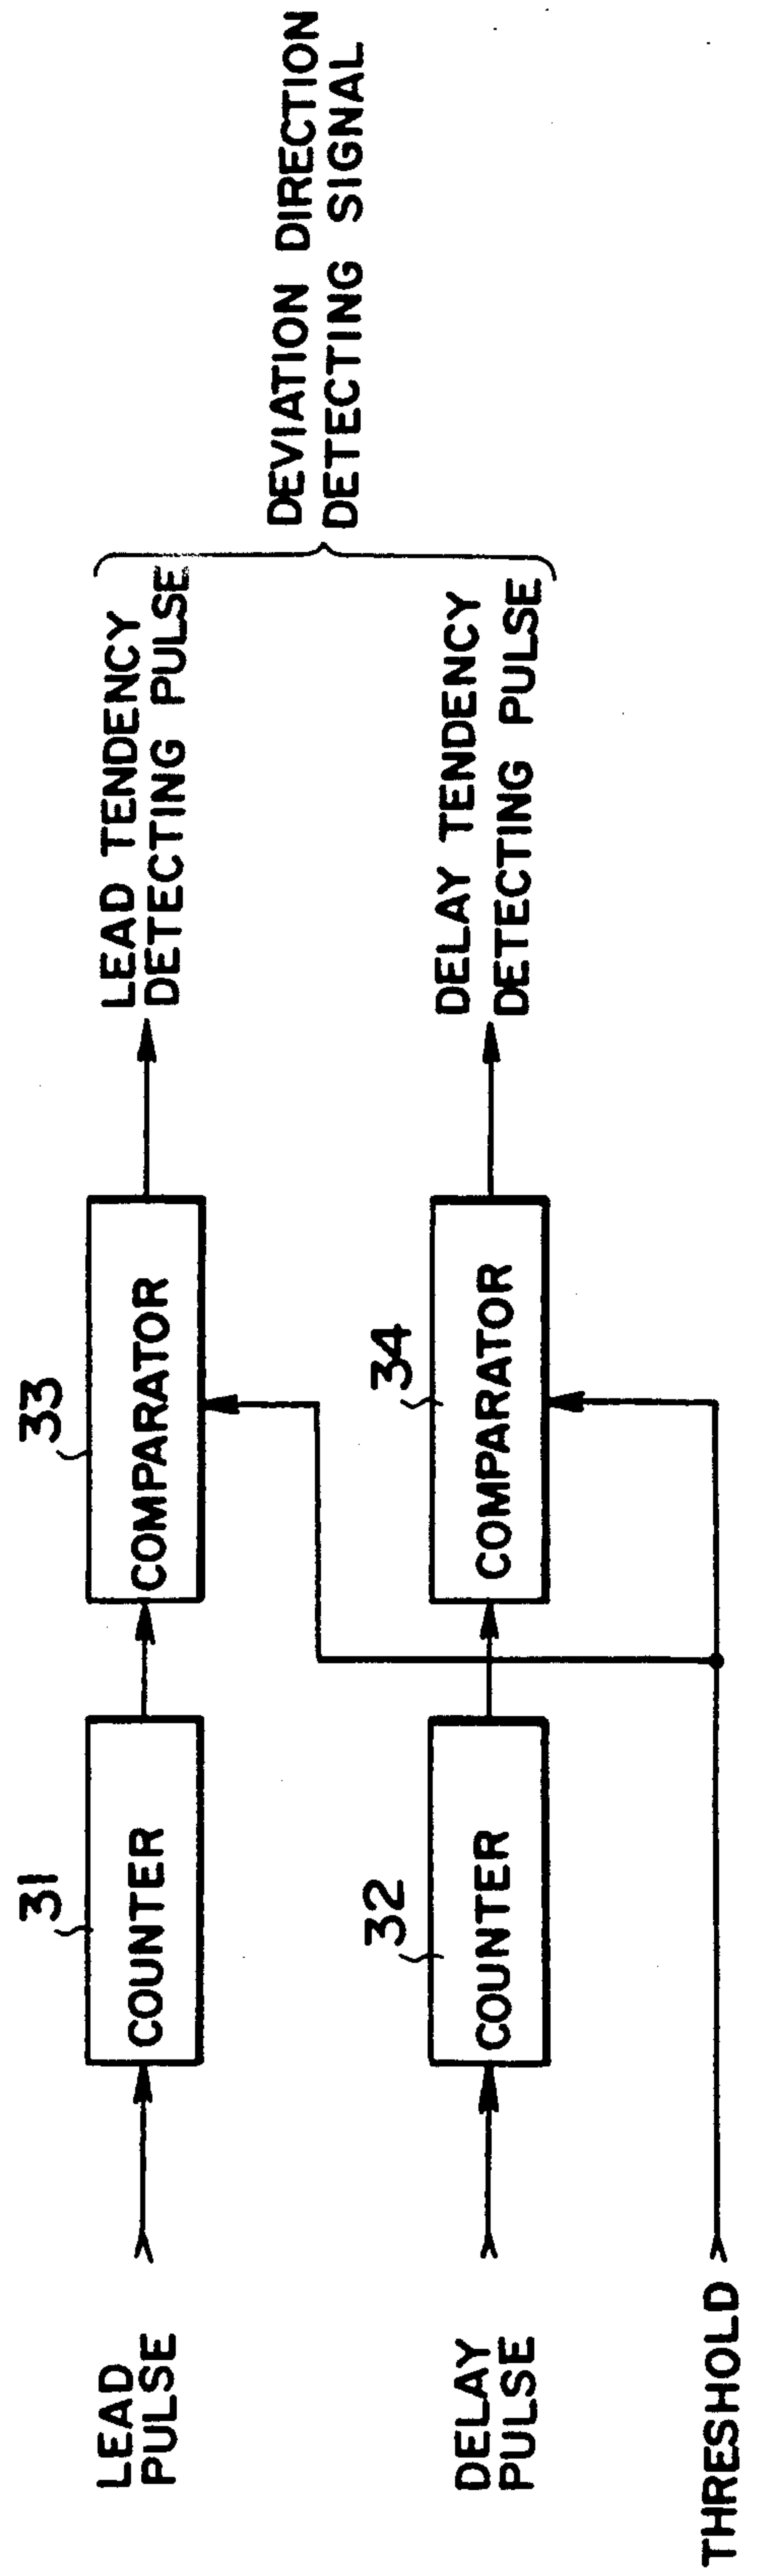 LEAD
PULSE
31
COUNTER
33
COMPARATOR
LEAD TENDENCY
DETECTING PULSE
DELAY
PULSE
32
COUNTER
34
COMPARATOR
DELAY TENDENCY
DETECTING PULSE
DEVIATION DIRECTION
DETECTING SIGNAL
THRESHOLD